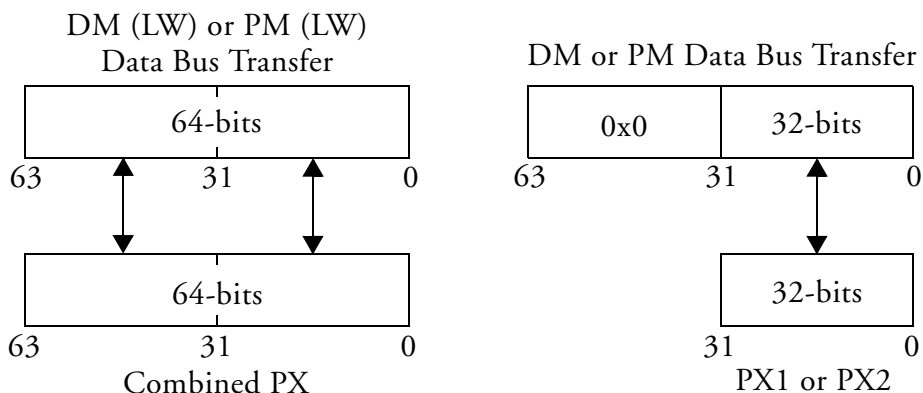 DM (LW) or PM (LW)
Data Bus Transfer
64-bits
63 31 0
64-bits
63 31 0
Combined PX
DM or PM Data Bus Transfer
0x0 32-bits
63 31 0
32-bits
31 0
PX1 or PX2